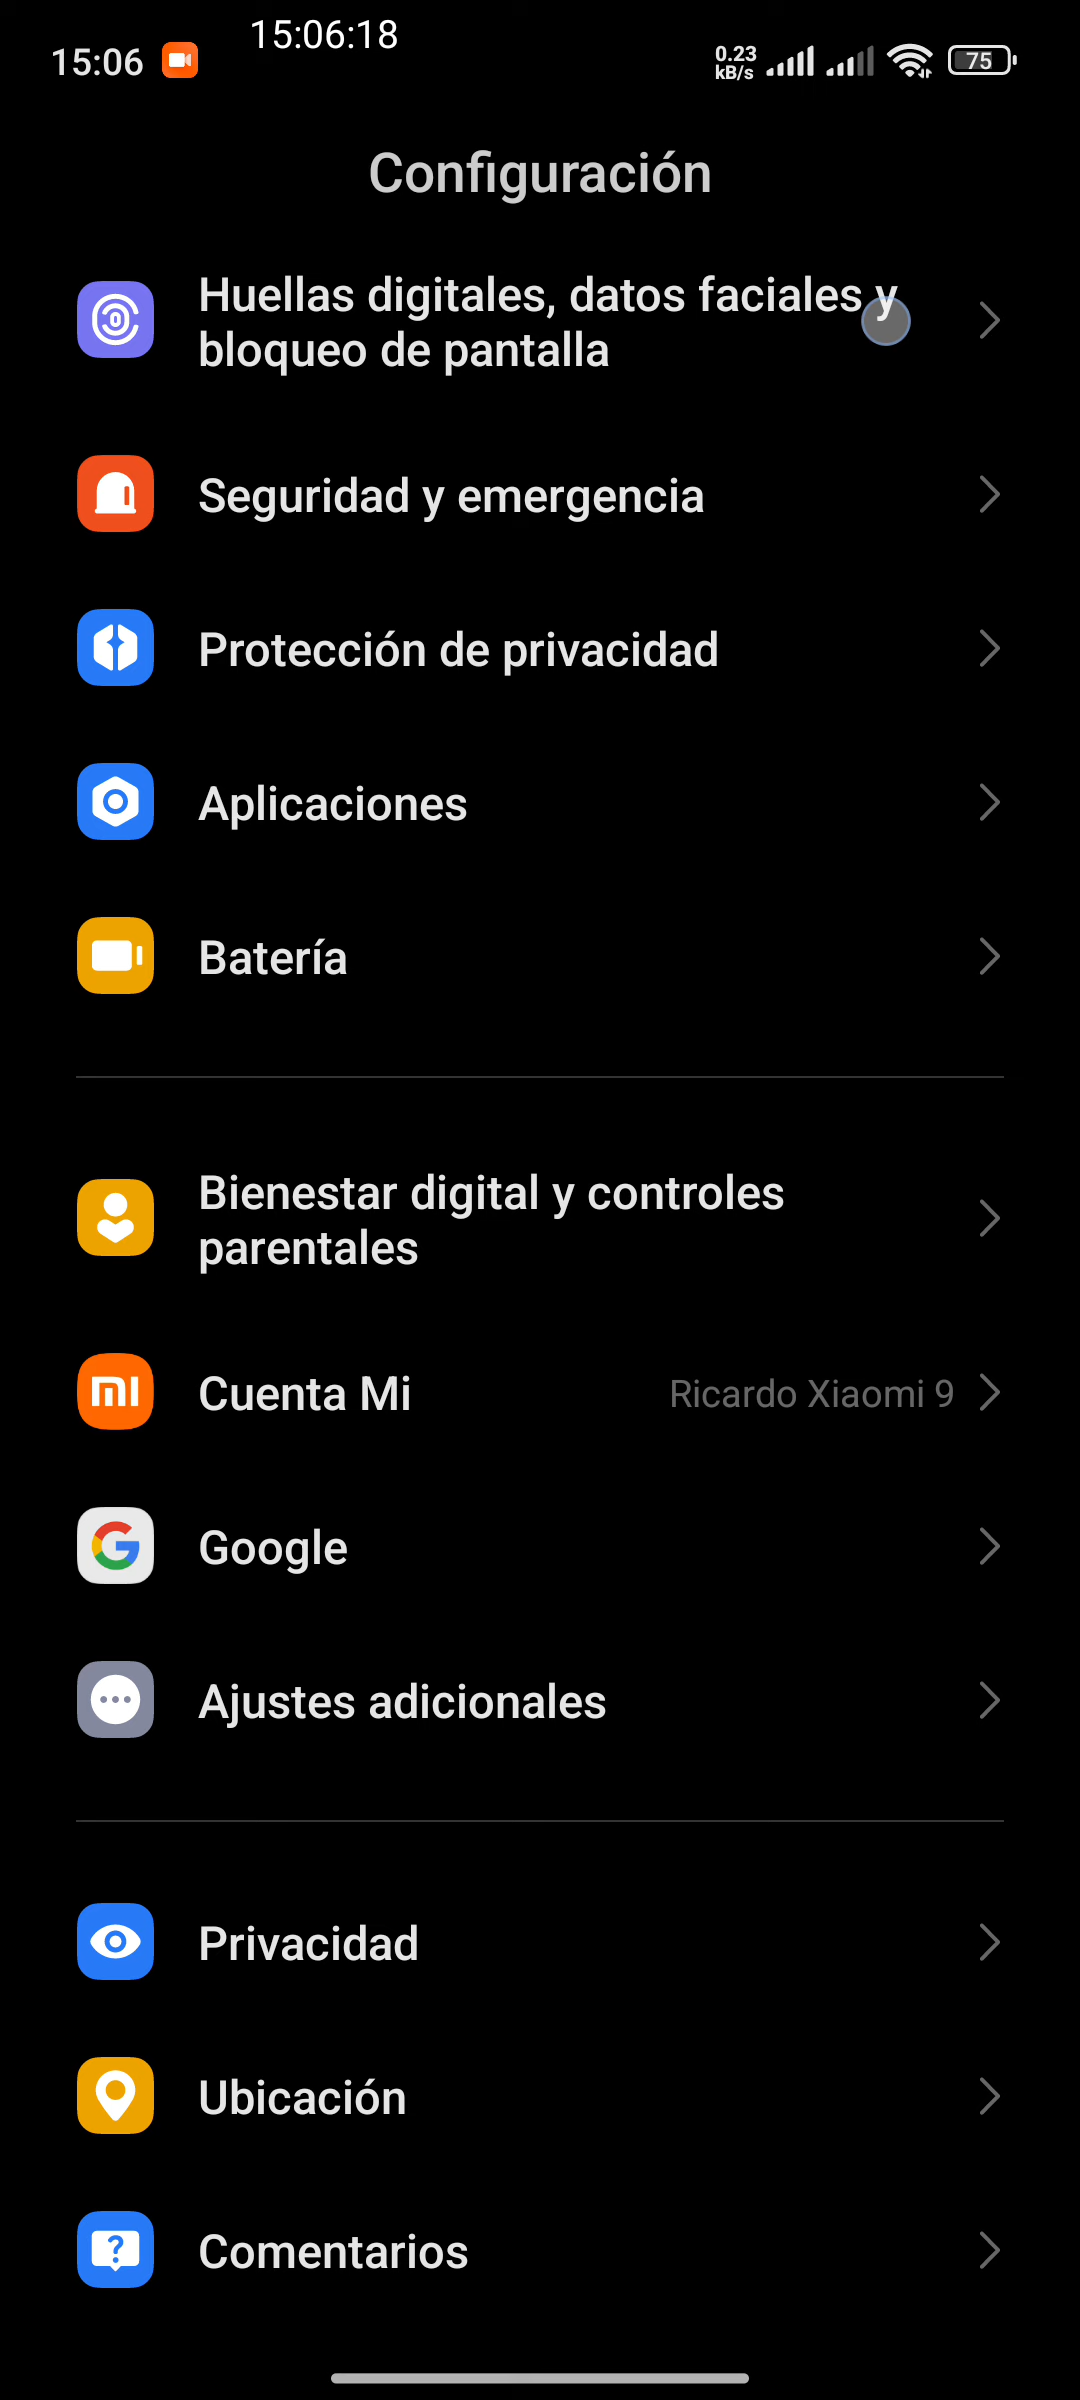 15:06
15:06:18
0.23
kB/s
75
Configuración
Huellas digitales, datos faciales y
bloqueo de pantalla
Seguridad y emergencia
Protección de privacidad
Aplicaciones
Batería
Bienestar digital y controles
parentales
Cuenta Mi
Ricardo Xiaomi 9
Google
Ajustes adicionales
Privacidad
Ubicación
Comentarios